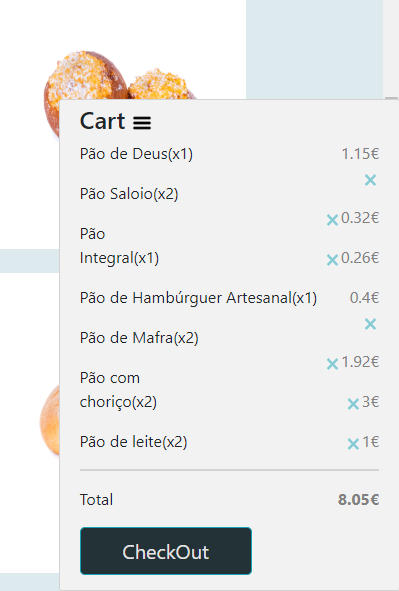 Cart
Pão de Deus(x1) 1.15€
Pão Saloio(x2)
0.32€
Pão
Integral(x1) 0.26€
Pão de Hambúrguer Artesanal(x1) 0.4€
Pão de Mafra(x2)
1.92€
Pão com
choriço(x2) 3€
Pão de leite(x2) 1€
Total 8.05€
CheckOut